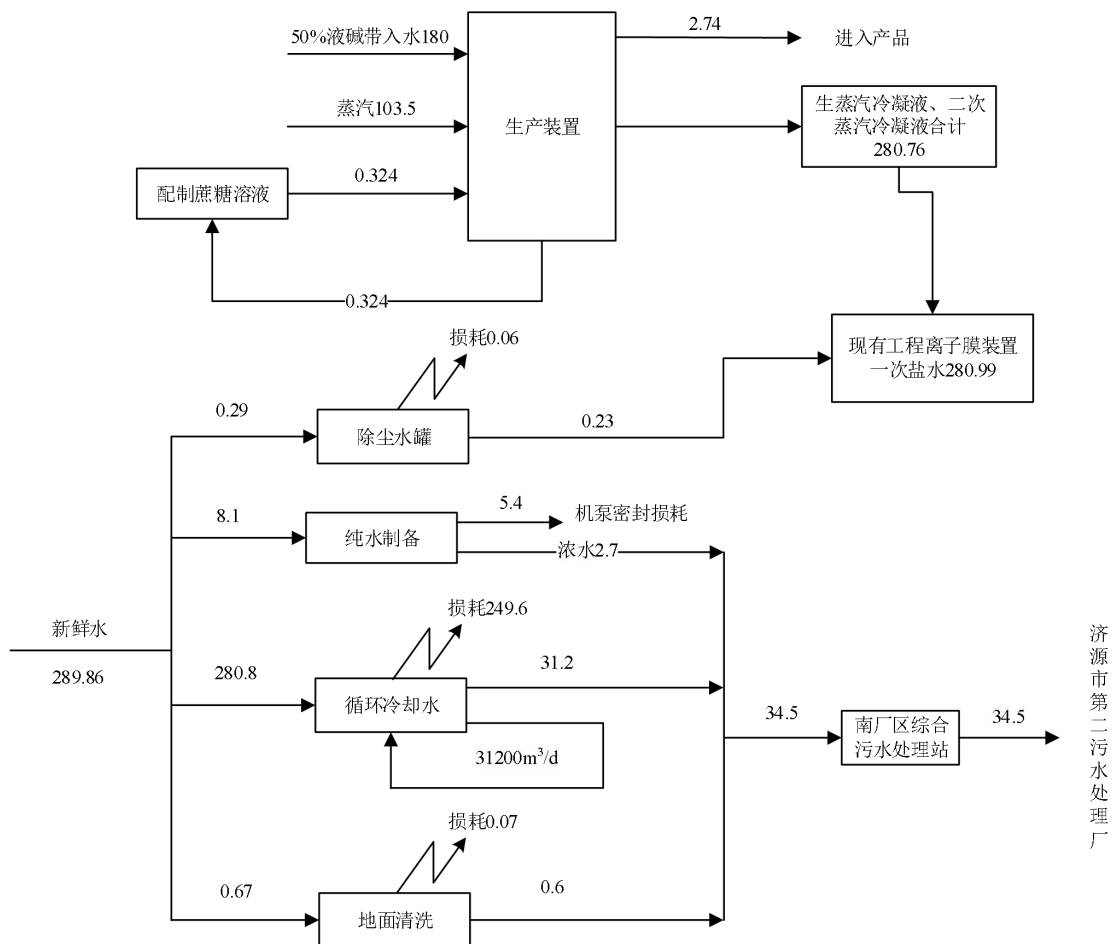 2.74
进入产品
50%液碱带入水180
生产装置
蒸汽103.5
生蒸汽冷凝液、二次
蒸汽冷凝液合计
280.76
0.324
配制蔗糖溶液
0.324
现有工程离子膜装置
一次盐水280.99
损耗0.06
0.29
除尘水罐
0.23
8.1
纯水制备
5.4
机泵密封损耗
浓水2.7
新鲜水
289.86
损耗249.6
280.8
循环冷却水
31.2
31200m³/d
34.5
南厂区综合
污水处理站
34.5
济源市第二污水处理厂
损耗0.07
0.67
地面清洗
0.6